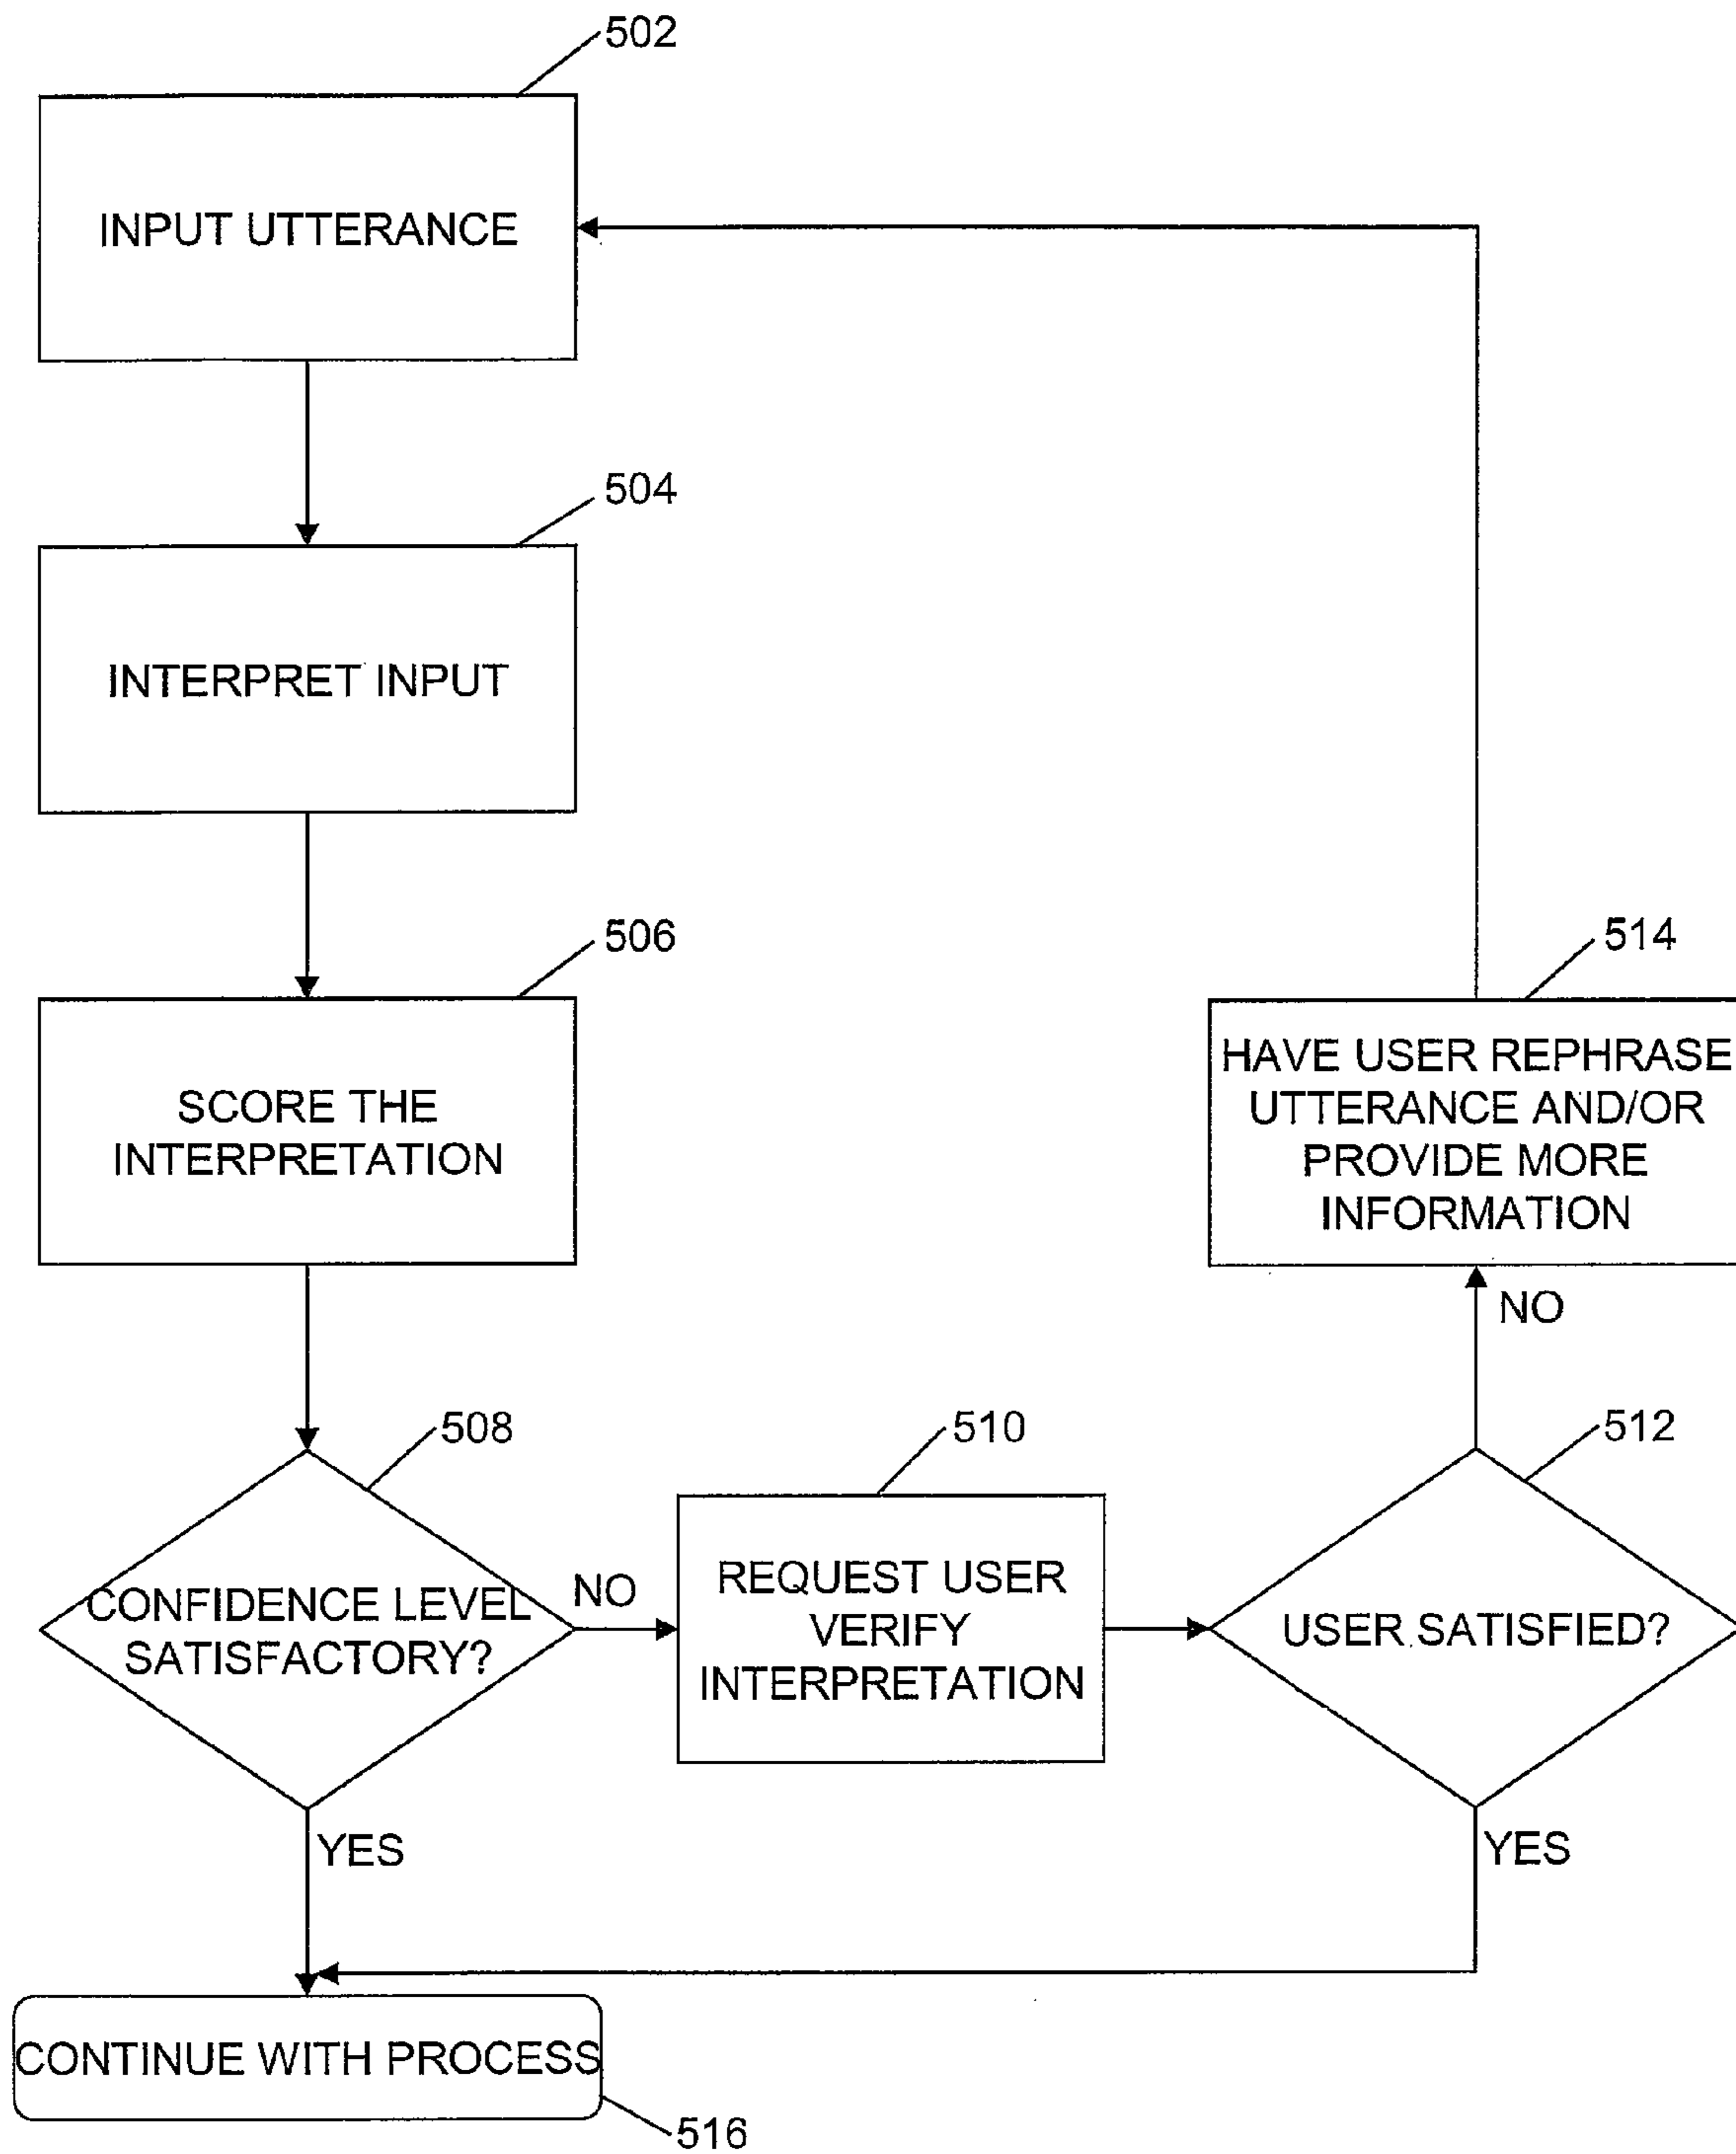 502
INPUT UTTERANCE
504
INTERPRET INPUT
506
SCORE THE
INTERPRETATION
514
HAVE USER REPHRASE
UTTERANCE AND/OR
PROVIDE MORE
INFORMATION
NO
508
CONFIDENCE LEVEL
SATISFACTORY?
NO
510
REQUEST USER
VERIFY
INTERPRETATION
512
USER SATISFIED?
YES
YES
CONTINUE WITH PROCESS
516